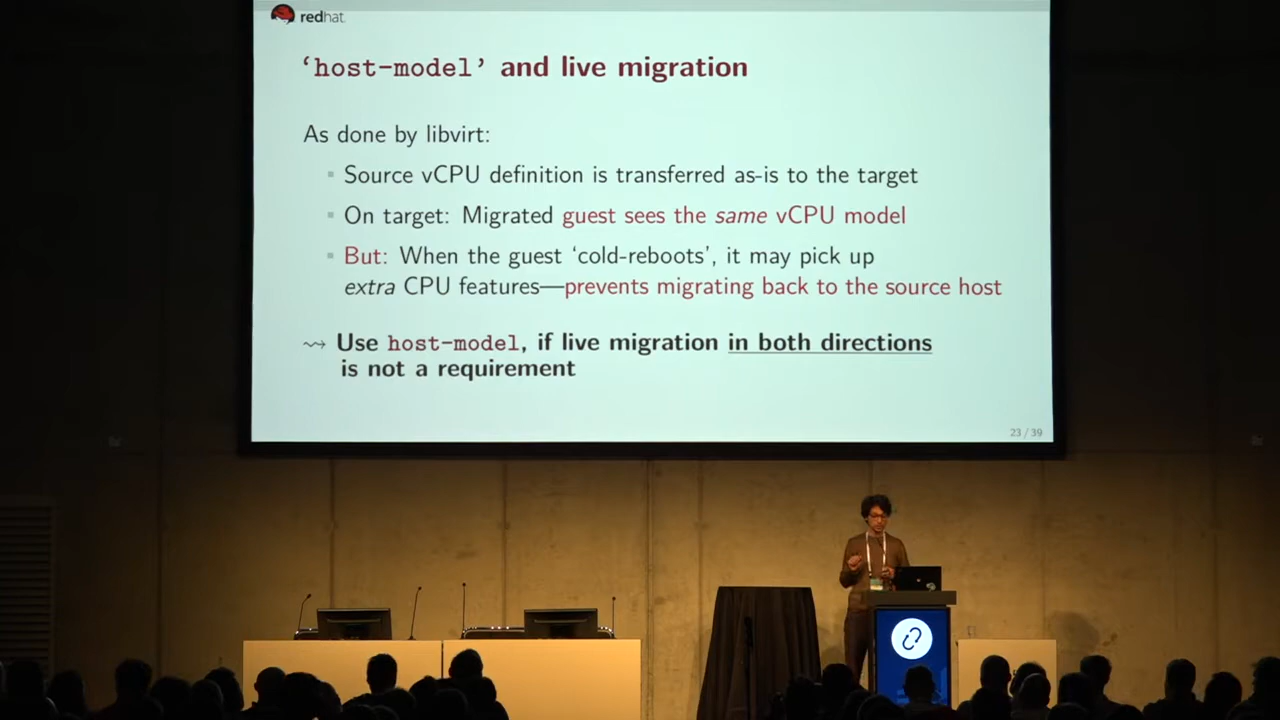 redhat.
‘host-model’ and live migration
As done by libvirt:
Source vCPU definition is transferred as-is to the target
On target: Migrated guest sees the same vCPU model
But: When the guest ‘cold-reboots’, it may pick up
extra CPU features—prevents migrating back to the source host
⇝ Use host-model, if live migration in both directions
is not a requirement
23 / 39